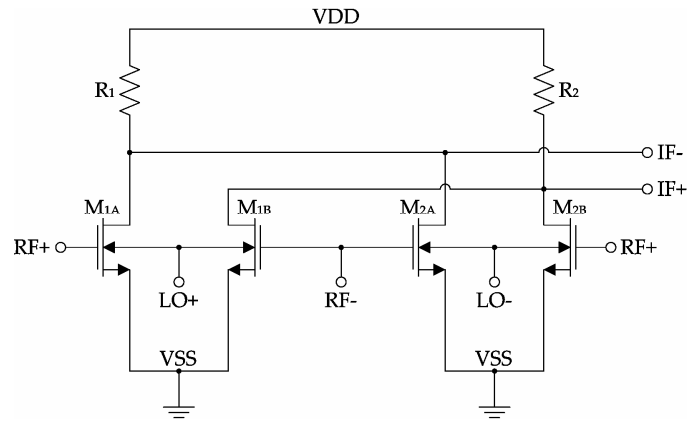 VDD
R1
R2
IF-
IF+
M1A
M1B
M2A
M2B
RF+
RF+
LO+
RF-
LO-
VSS
VSS